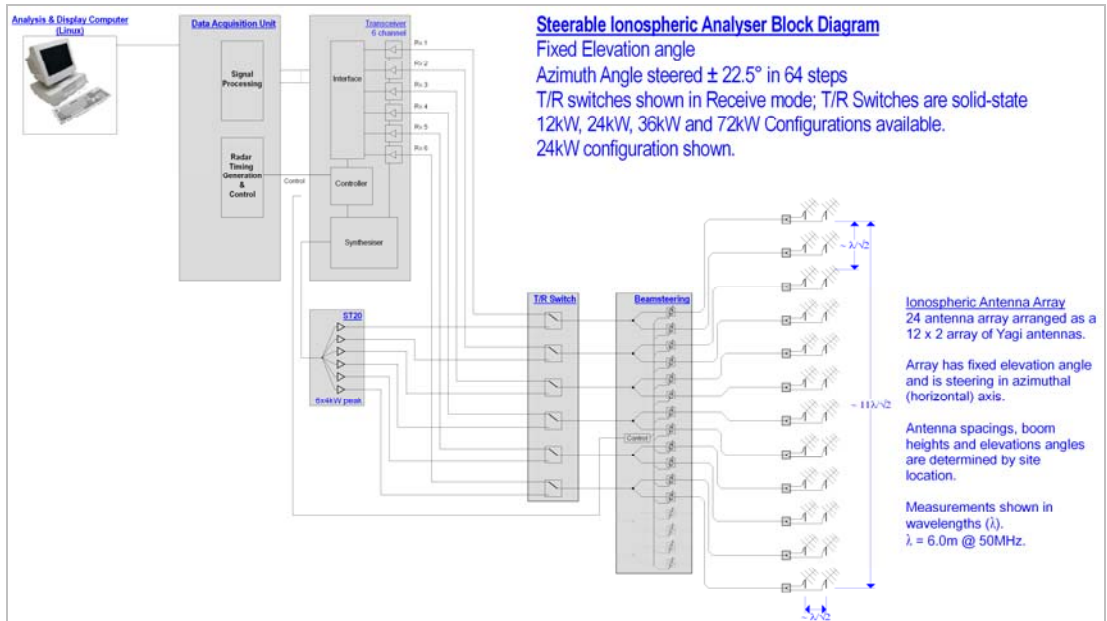 Analysis & Display Computer
(Linux)
Data Acquisition Unit
Signal
Processing
Radar
Timing
Generation
&
Control
Control
Transceiver
6 channel
Interface
Controller
Synthesiser
Rx 1
Rx 2
Rx 3
Rx 4
Rx 5
Rx 6
Steerable Ionospheric Analyser Block Diagram
Fixed Elevation angle
Azimuth Angle steered ± 22.5° in 64 steps
T/R switches shown in Receive mode; T/R Switches are solid-state
12kW, 24kW, 36kW and 72kW Configurations available.
24kW configuration shown.
ST20
6x4kW peak
T/R Switch
Beamsteering
Control
~ λ/√2
~ 11λ/√2
~ λ/√2
Ionospheric Antenna Array
24 antenna array arranged as a
12 x 2 array of Yagi antennas.
Array has fixed elevation angle
and is steering in azimuthal
(horizontal) axis.
Antenna spacings, boom
heights and elevations angles
are determined by site
location.
Measurements shown in
wavelengths (λ).
λ = 6.0m @ 50MHz.